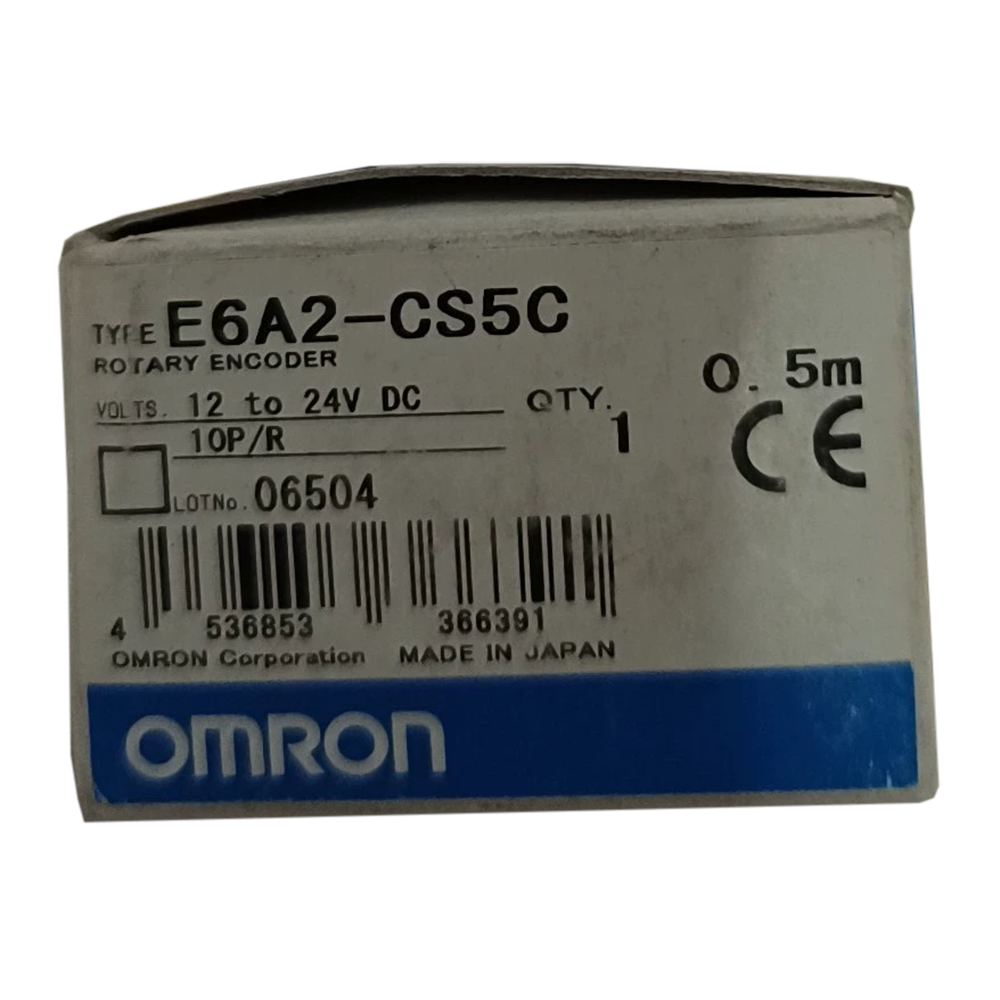 TYPE E6A2-CS5C
ROTARY ENCODER
0.5m
VOLTS. 12 to 24V DC
QTY. 1
10P/R
CE
LOTNo. 06504
4 536853 366391
OMRON Corporation MADE IN JAPAN
OMRON